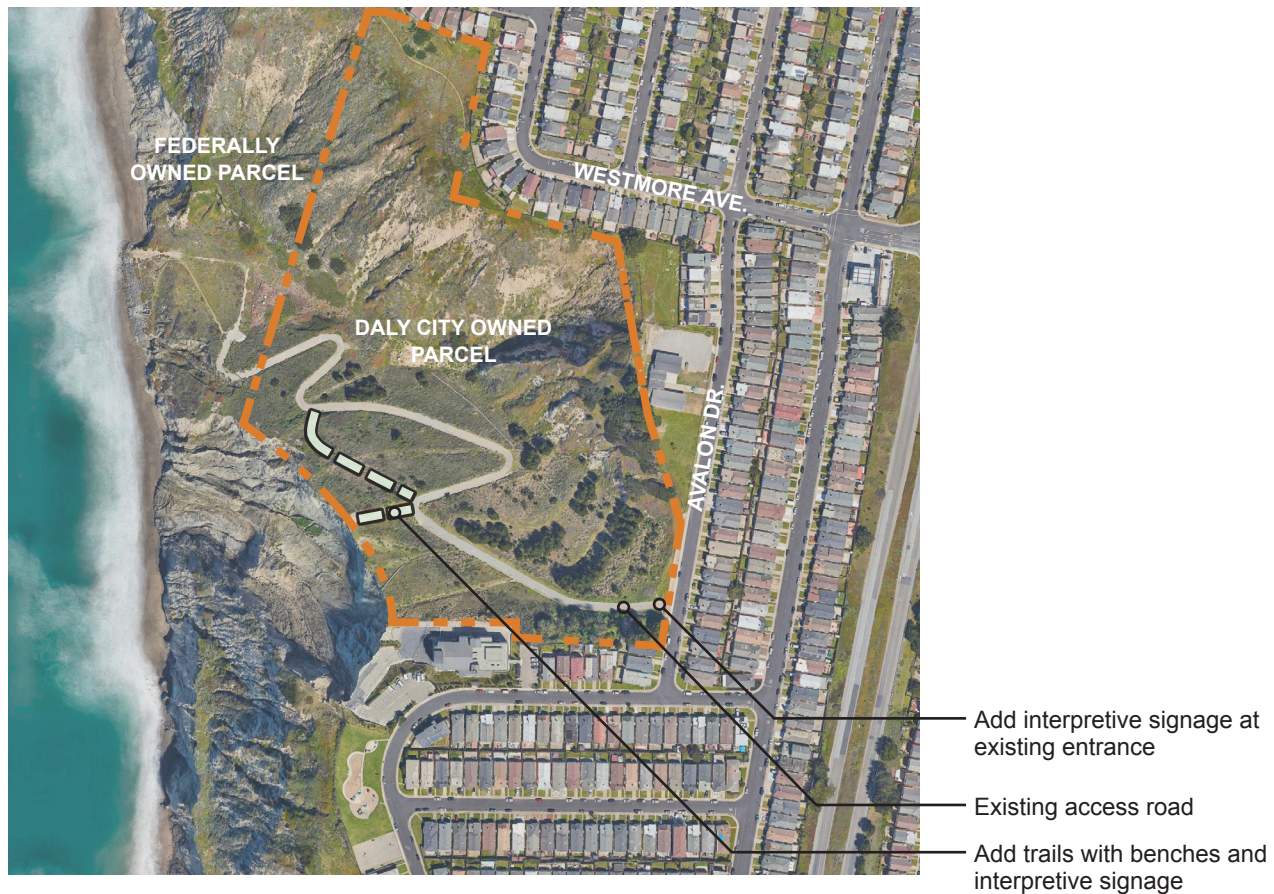 FEDERALLY
OWNED PARCEL
WESTMORE AVE.
DALY CITY OWNED
PARCEL
AVALON DR.
Add interpretive signage at
existing entrance
Existing access road
Add trails with benches and
interpretive signage